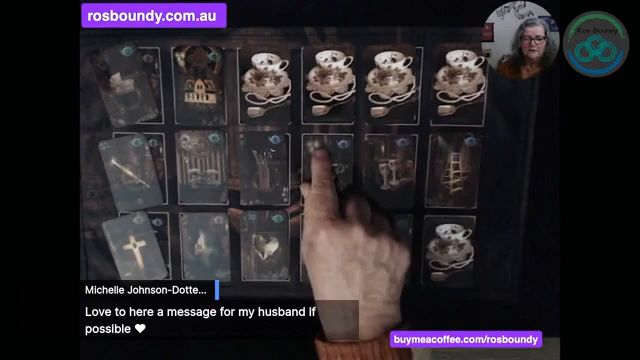 rosboundy.com.au
Ros Boundy
Michelle Johnson-Dotte...
Love to here a message for my husband If
possible ❤
buymeacoffee.com/rosboundy